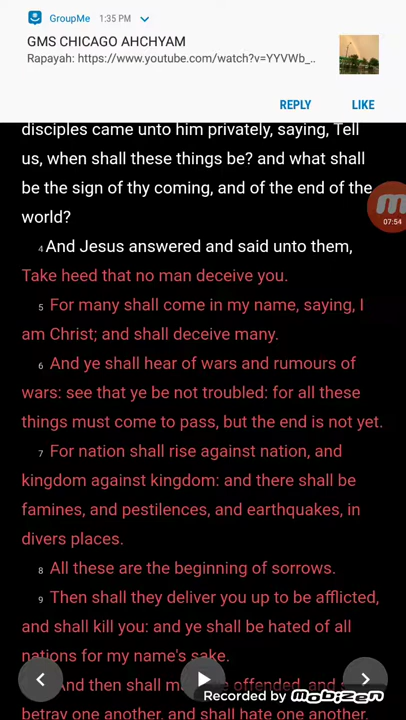 GroupMe 1:35 PM
GMS CHICAGO AHCHYAM
Rapayah: https://www.youtube.com/watch?v=YYVWb_...
REPLY LIKE
disciples came unto him privately, saying, Tell
us, when shall these things be? and what shall
be the sign of thy coming, and of the end of the
world?
07:54
4 And Jesus answered and said unto them,
Take heed that no man deceive you.
5 For many shall come in my name, saying, I
am Christ; and shall deceive many.
6 And ye shall hear of wars and rumours of
wars: see that ye be not troubled: for all these
things must come to pass, but the end is not yet.
7 For nation shall rise against nation, and
kingdom against kingdom: and there shall be
famines, and pestilences, and earthquakes, in
divers places.
8 All these are the beginning of sorrows.
9 Then shall they deliver you up to be afflicted,
and shall kill you: and ye shall be hated of all
nations for my name's sake.
And then shall be offended, and
Recorded by MOBIZEN
betray one another, and shall hate one another.